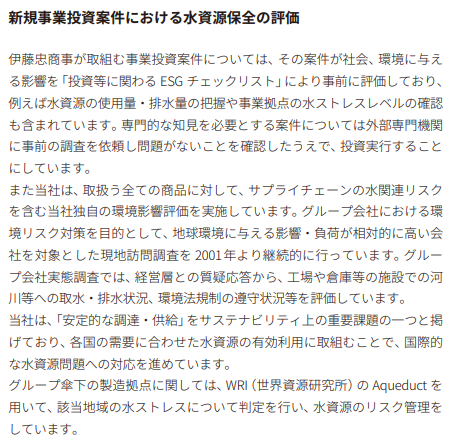 新規事業投資案件における水資源保全の評価
伊藤忠商事が取組む事業投資案件については、その案件が社会、環境に与え
る影響を「投資等に関わる ESG チェックリスト」により事前に評価しており、
例えば水資源の使用量・排水量の把握や事業拠点の水ストレスレベルの確認
も含まれています。専門的な知見を必要とする案件については外部専門機関
に事前の調査を依頼し問題がないことを確認したうえで、投資実行すること
にしています。
また当社は、取扱う全ての商品に対して、サプライチェーンの水関連リスク
を含む当社独自の環境影響評価を実施しています。グループ会社における環
境リスク対策を目的として、地球環境に与える影響・負荷が相対的に高い会
社を対象とした現地訪問調査を 2001年より継続的に行っています。グルー
プ会社実態調査では、経営層との質疑応答から、工場や倉庫等の施設での河
川等への取水・排水状況、環境法規制の遵守状況等を評価しています。
当社は、「安定的な調達・供給」をサステナビリティ上の重要課題の一つと掲
げており、各国の需要に合わせた水資源の有効利用に取組むことで、国際的
な水資源問題への対応を進めています。
グループ傘下の製造拠点に関しては、WRI（世界資源研究所）の Aqueduct を
用いて、該当地域の水ストレスについて判定を行い、水資源のリスク管理を
しています。